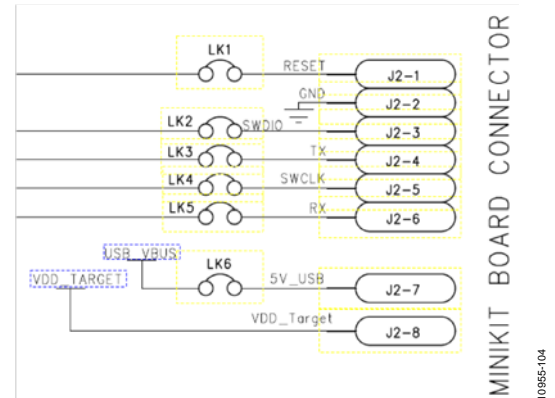 LK1
RESET
J2-1
GND
J2-2
LK2
SWDIO
J2-3
LK3
TX
J2-4
LK4
SWCLK
J2-5
LK5
RX
J2-6
USB_VBUS
LK6
5V_USB
J2-7
VDD_TARGET
VDD_Target
J2-8
MINIKIT BOARD CONNECTOR
10955-104